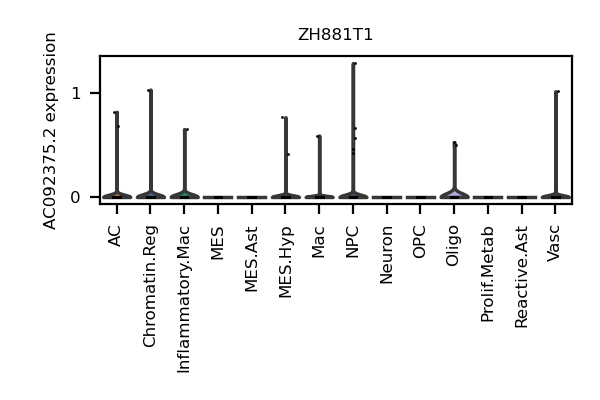 ZH881T1
AC092375.2 expression
1
0
AC
Chromatin.Reg
Inflammatory.Mac
MES
MES.Ast
MES.Hyp
Mac
NPC
Neuron
OPC
Oligo
Prolif.Metab
Reactive.Ast
Vasc